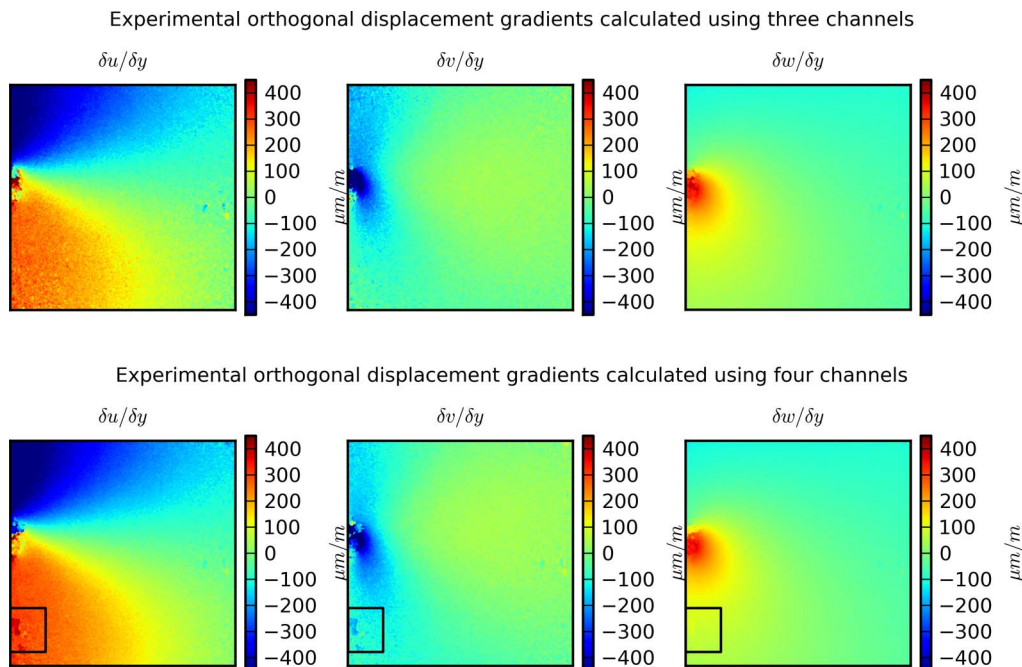 Experimental orthogonal displacement gradients calculated using three channels
δu/δy δv/δy δw/δy
400 400 400
300 300 300
200 200 200
100 100 100
0 μm/m 0 μm/m 0 μm/m
−100 −100 −100
−200 −200 −200
−300 −300 −300
−400 −400 −400
Experimental orthogonal displacement gradients calculated using four channels
δu/δy δv/δy δw/δy
400 400 400
300 300 300
200 200 200
100 100 100
0 μm/m 0 μm/m 0 μm/m
−100 −100 −100
−200 −200 −200
−300 −300 −300
−400 −400 −400